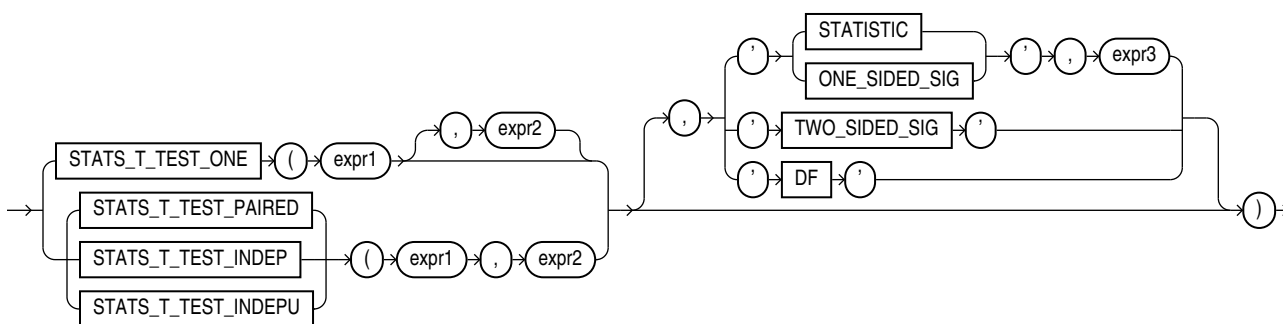 STATISTIC
' ONE_SIDED_SIG ' , expr3
, expr2 ,
STATS_T_TEST_ONE ( expr1 ' TWO_SIDED_SIG '
' DF '
STATS_T_TEST_PAIRED
STATS_T_TEST_INDEP ( expr1 , expr2 )
STATS_T_TEST_INDEPU